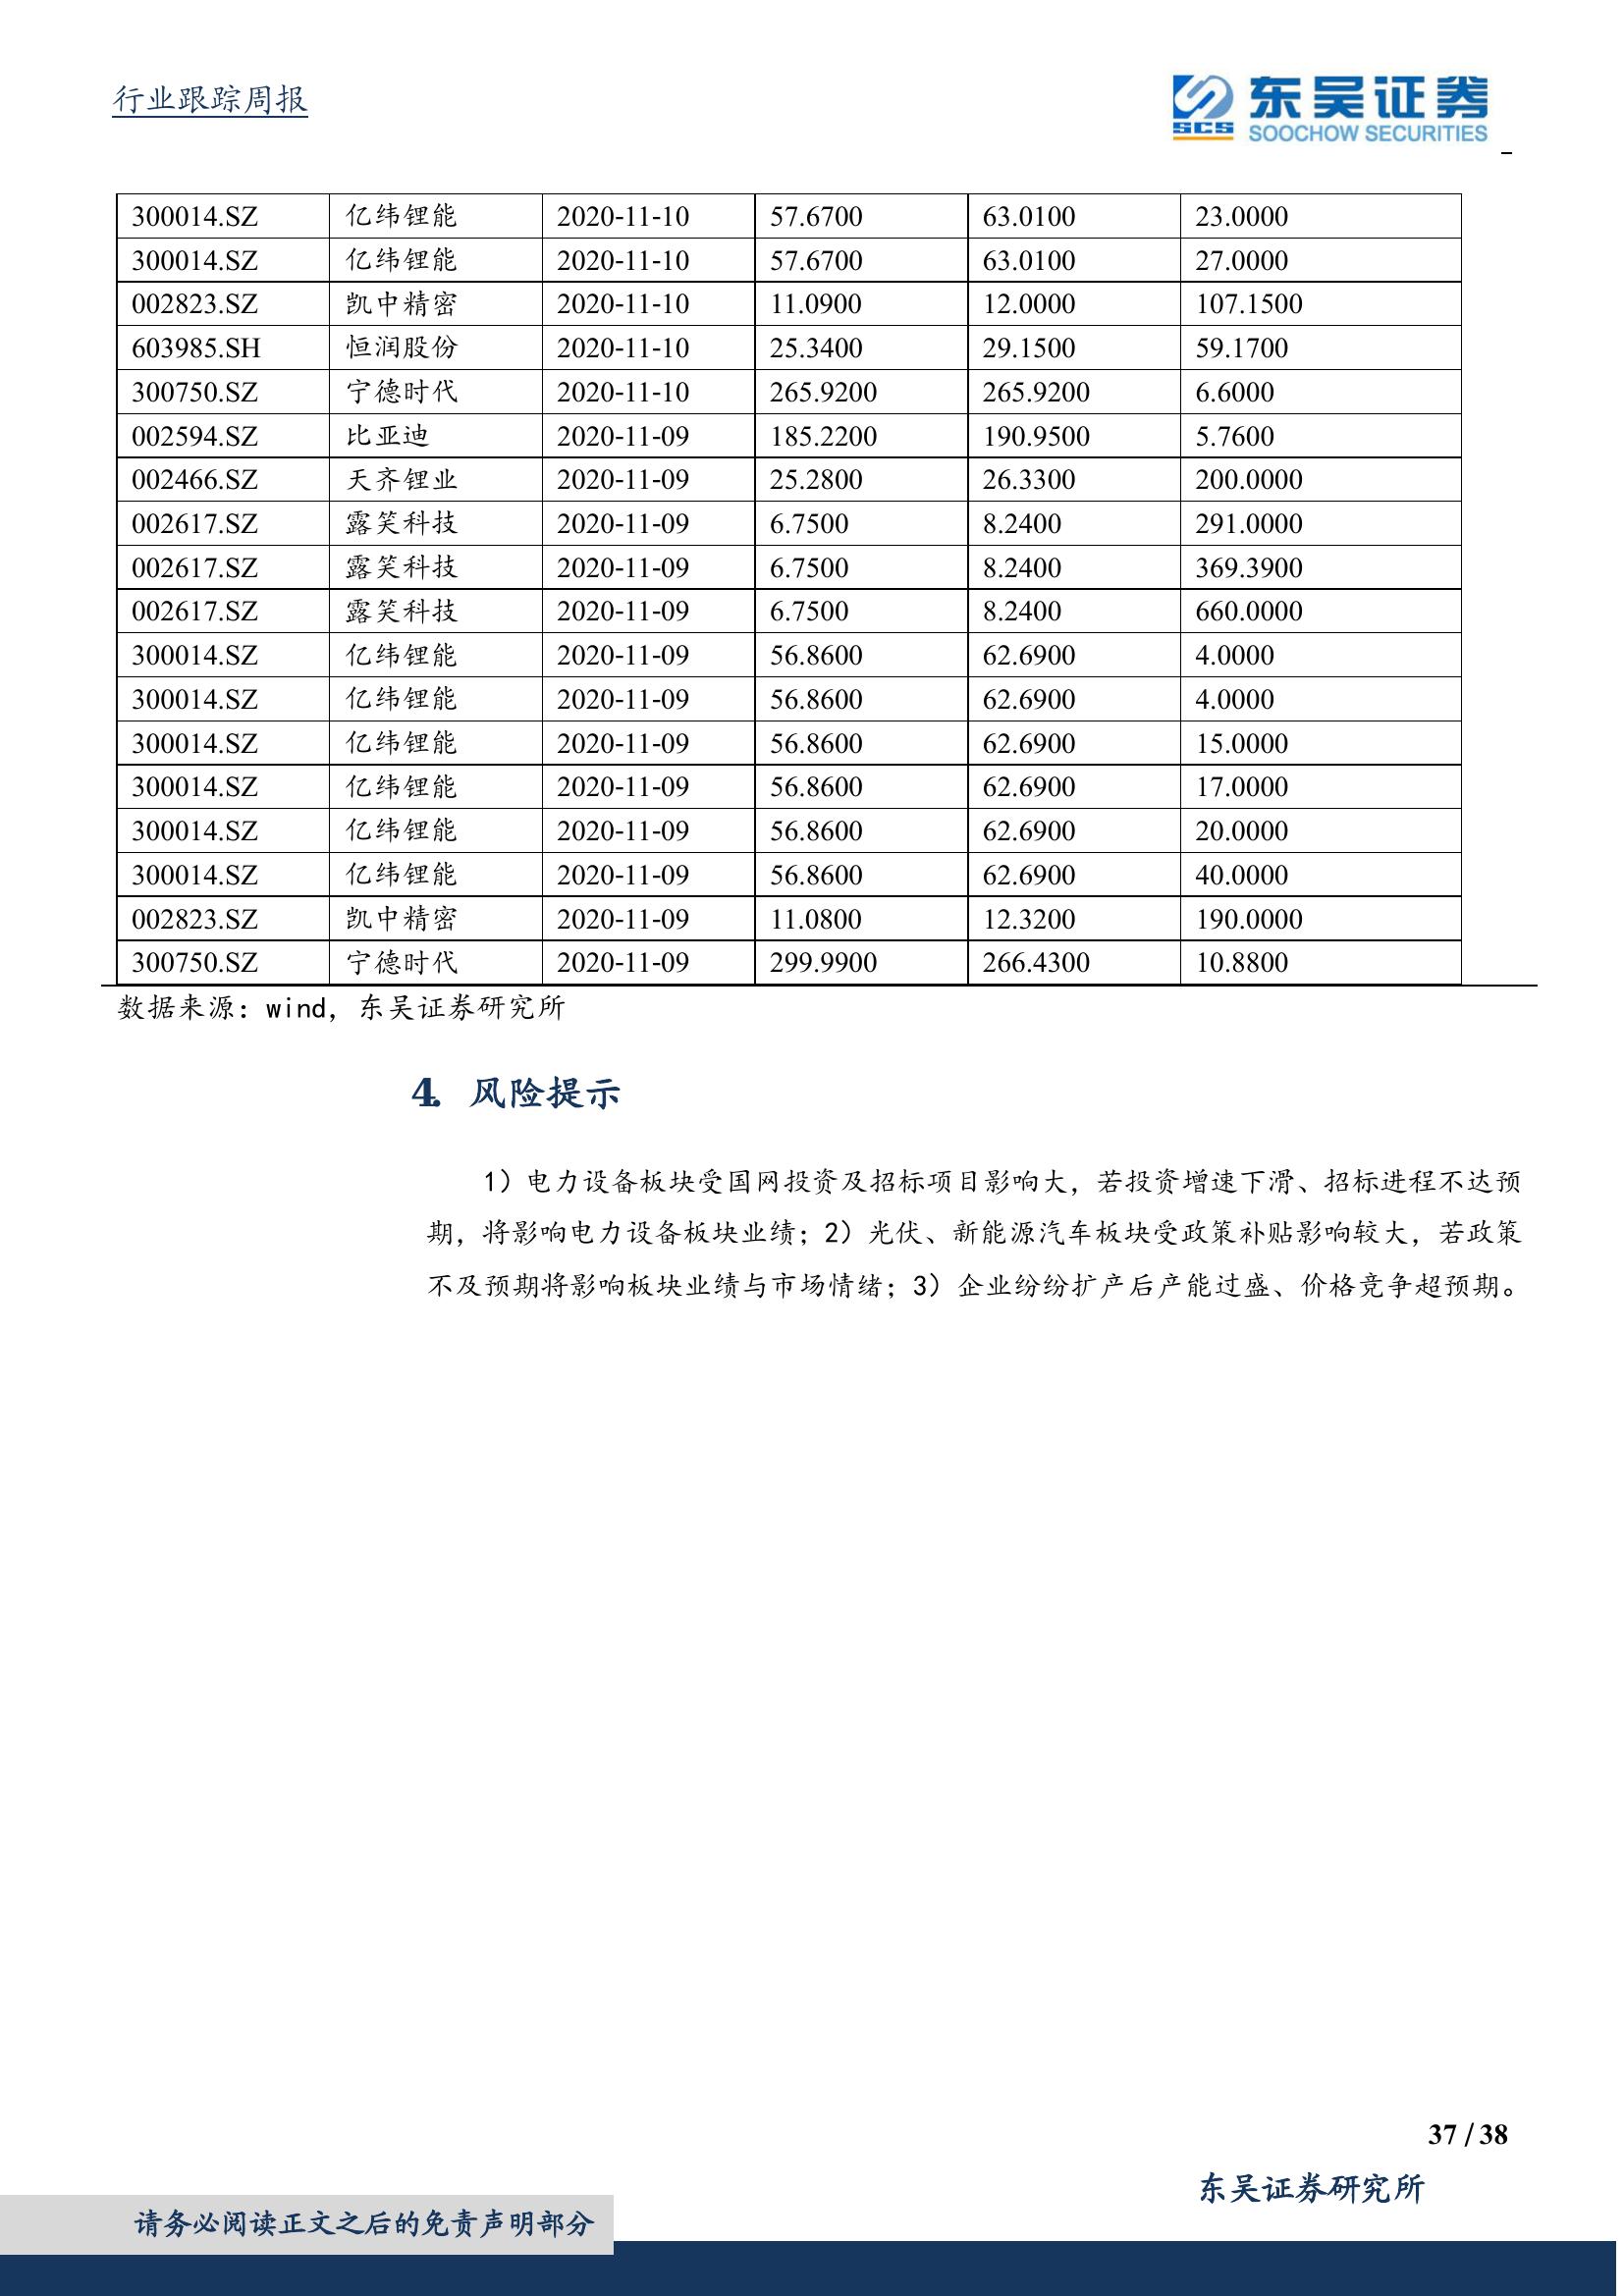 行业跟踪周报
SCS 东吴证券
SOOCHOW SECURITIES
300014.SZ 亿纬锂能 2020-11-10 57.6700 63.0100 23.0000
300014.SZ 亿纬锂能 2020-11-10 57.6700 63.0100 27.0000
002823.SZ 凯中精密 2020-11-10 11.0900 12.0000 107.1500
603985.SH 恒润股份 2020-11-10 25.3400 29.1500 59.1700
300750.SZ 宁德时代 2020-11-10 265.9200 265.9200 6.6000
002594.SZ 比亚迪 2020-11-09 185.2200 190.9500 5.7600
002466.SZ 天齐锂业 2020-11-09 25.2800 26.3300 200.0000
002617.SZ 露笑科技 2020-11-09 6.7500 8.2400 291.0000
002617.SZ 露笑科技 2020-11-09 6.7500 8.2400 369.3900
002617.SZ 露笑科技 2020-11-09 6.7500 8.2400 660.0000
300014.SZ 亿纬锂能 2020-11-09 56.8600 62.6900 4.0000
300014.SZ 亿纬锂能 2020-11-09 56.8600 62.6900 4.0000
300014.SZ 亿纬锂能 2020-11-09 56.8600 62.6900 15.0000
300014.SZ 亿纬锂能 2020-11-09 56.8600 62.6900 17.0000
300014.SZ 亿纬锂能 2020-11-09 56.8600 62.6900 20.0000
300014.SZ 亿纬锂能 2020-11-09 56.8600 62.6900 40.0000
002823.SZ 凯中精密 2020-11-09 11.0800 12.3200 190.0000
300750.SZ 宁德时代 2020-11-09 299.9900 266.4300 10.8800
数据来源：wind，东吴证券研究所
4. 风险提示
1）电力设备板块受国网投资及招标项目影响大，若投资增速下滑、招标进程不达预
期，将影响电力设备板块业绩；2）光伏、新能源汽车板块受政策补贴影响较大，若政策
不及预期将影响板块业绩与市场情绪；3）企业纷纷扩产后产能过盛、价格竞争超预期。
37 / 38
东吴证券研究所
请务必阅读正文之后的免责声明部分